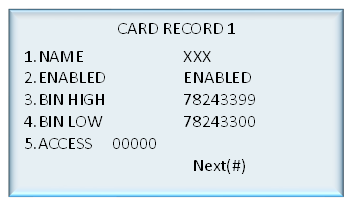 CARD RECORD 1
1.NAME XXX
2.ENABLED ENABLED
3.BIN HIGH 78243399
4.BIN LOW 78243300
5.ACCESS 00000
Next(#)